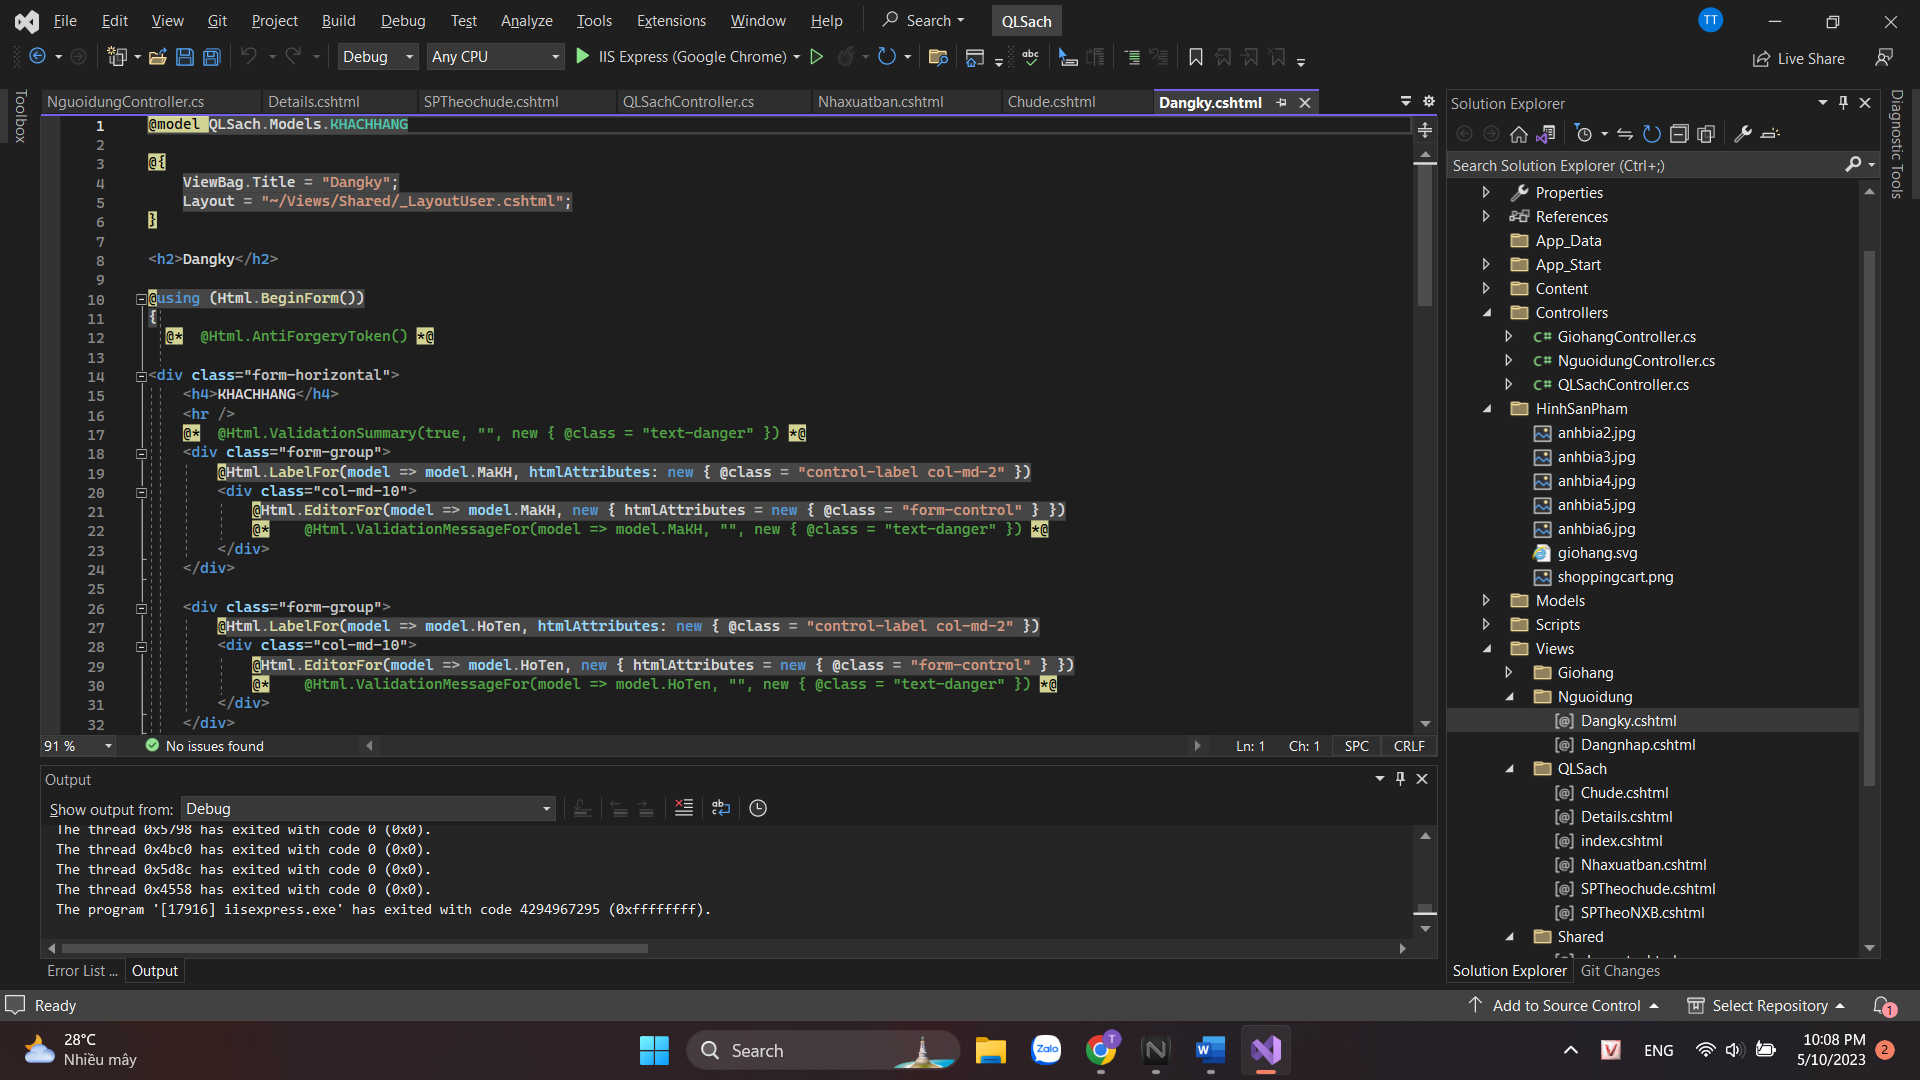 File Edit View Git Project Build Debug Test Analyze Tools Extensions Window Help Search QLSach TT
Debug Any CPU IIS Express (Google Chrome) Live Share
Toolbox
NguoidungController.cs Details.cshtml SPTheochude.cshtml QLSachController.cs Nhaxuatban.cshtml Chude.cshtml Dangky.cshtml
1 @model QLSach.Models.KHACHHANG
2
3 @{
4 ViewBag.Title = "Dangky";
5 Layout = "~/Views/Shared/_LayoutUser.cshtml";
6 }
7
8 <h2>Dangky</h2>
9
10 @using (Html.BeginForm())
11 {
12 @* @Html.AntiForgeryToken() *@
13
14 <div class="form-horizontal">
15 <h4>KHACHHANG</h4>
16 <hr />
17 @* @Html.ValidationSummary(true, "", new { @class = "text-danger" }) *@
18 <div class="form-group">
19 @Html.LabelFor(model => model.MaKH, htmlAttributes: new { @class = "control-label col-md-2" })
20 <div class="col-md-10">
21 @Html.EditorFor(model => model.MaKH, new { htmlAttributes = new { @class = "form-control" } })
22 @* @Html.ValidationMessageFor(model => model.MaKH, "", new { @class = "text-danger" }) *@
23 </div>
24 </div>
25
26 <div class="form-group">
27 @Html.LabelFor(model => model.HoTen, htmlAttributes: new { @class = "control-label col-md-2" })
28 <div class="col-md-10">
29 @Html.EditorFor(model => model.HoTen, new { htmlAttributes = new { @class = "form-control" } })
30 @* @Html.ValidationMessageFor(model => model.HoTen, "", new { @class = "text-danger" }) *@
31 </div>
32 </div>
91 % No issues found Ln: 1 Ch: 1 SPC CRLF
Output
Show output from: Debug
The thread 0x5798 has exited with code 0 (0x0).
The thread 0x4bc0 has exited with code 0 (0x0).
The thread 0x5d8c has exited with code 0 (0x0).
The thread 0x4558 has exited with code 0 (0x0).
The program '[17916] iisexpress.exe' has exited with code 4294967295 (0xffffffff).
Error List ... Output
Solution Explorer
Search Solution Explorer (Ctrl+;)
Properties
References
App_Data
App_Start
Content
Controllers
C# GiohangController.cs
C# NguoidungController.cs
C# QLSachController.cs
HinhSanPham
anhbia2.jpg
anhbia3.jpg
anhbia4.jpg
anhbia5.jpg
anhbia6.jpg
giohang.svg
shoppingcart.png
Models
Scripts
Views
Giohang
Nguoidung
[@] Dangky.cshtml
[@] Dangnhap.cshtml
QLSach
[@] Chude.cshtml
[@] Details.cshtml
[@] index.cshtml
[@] Nhaxuatban.cshtml
[@] SPTheochude.cshtml
[@] SPTheoNXB.cshtml
Shared
Solution Explorer Git Changes
Diagnostic Tools
Ready Add to Source Control Select Repository 1
28°C
Nhiều mây
Search
Zalo
T
ENG
10:08 PM
5/10/2023
2